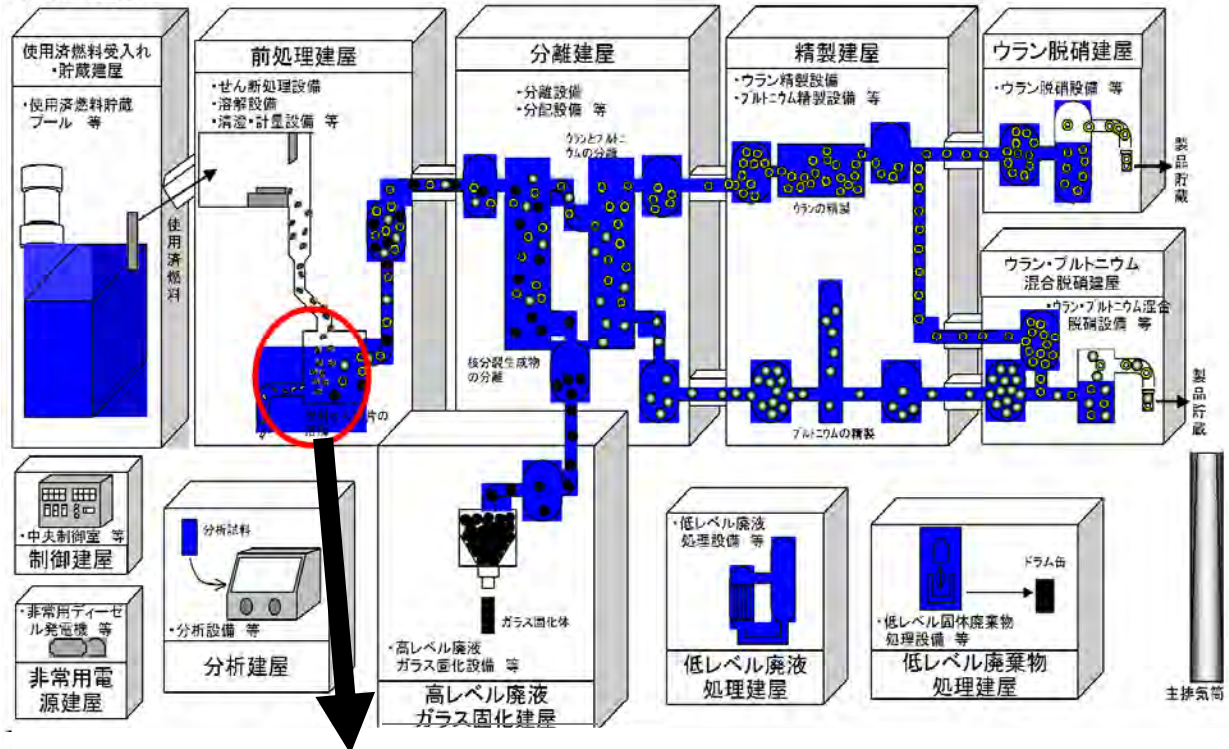 使用済燃料受入れ
・貯蔵建屋
・使用済燃料貯蔵
プール 等
使用済燃料
前処理建屋
・せん断処理設備
・溶解設備
・清澄・計量設備 等
片の
分離建屋
・分離設備
・分配設備 等
ウランとプルトニ
ウムの分離
核分裂生成物
の分離
精製建屋
・ウラン精製設備
・プルトニウム精製設備 等
ウランの精製
プルトニウムの精製
ウラン脱硝建屋
・ウラン脱硝設備 等
製品貯蔵
ウラン・プルトニウム
混合脱硝建屋
・ウラン・プルトニウム混合
脱硝設備 等
製品貯蔵
・中央制御室 等
制御建屋
・非常用ディーゼ
ル発電機 等
非常用電
源建屋
分析試料
・分析設備 等
分析建屋
ガラス固化体
・高レベル廃液
ガラス固化設備 等
高レベル廃液
ガラス固化建屋
・低レベル廃液
処理設備 等
低レベル廃液
処理建屋
ドラム缶
・低レベル固体廃棄物
処理設備 等
低レベル廃棄物
処理建屋
主排気筒